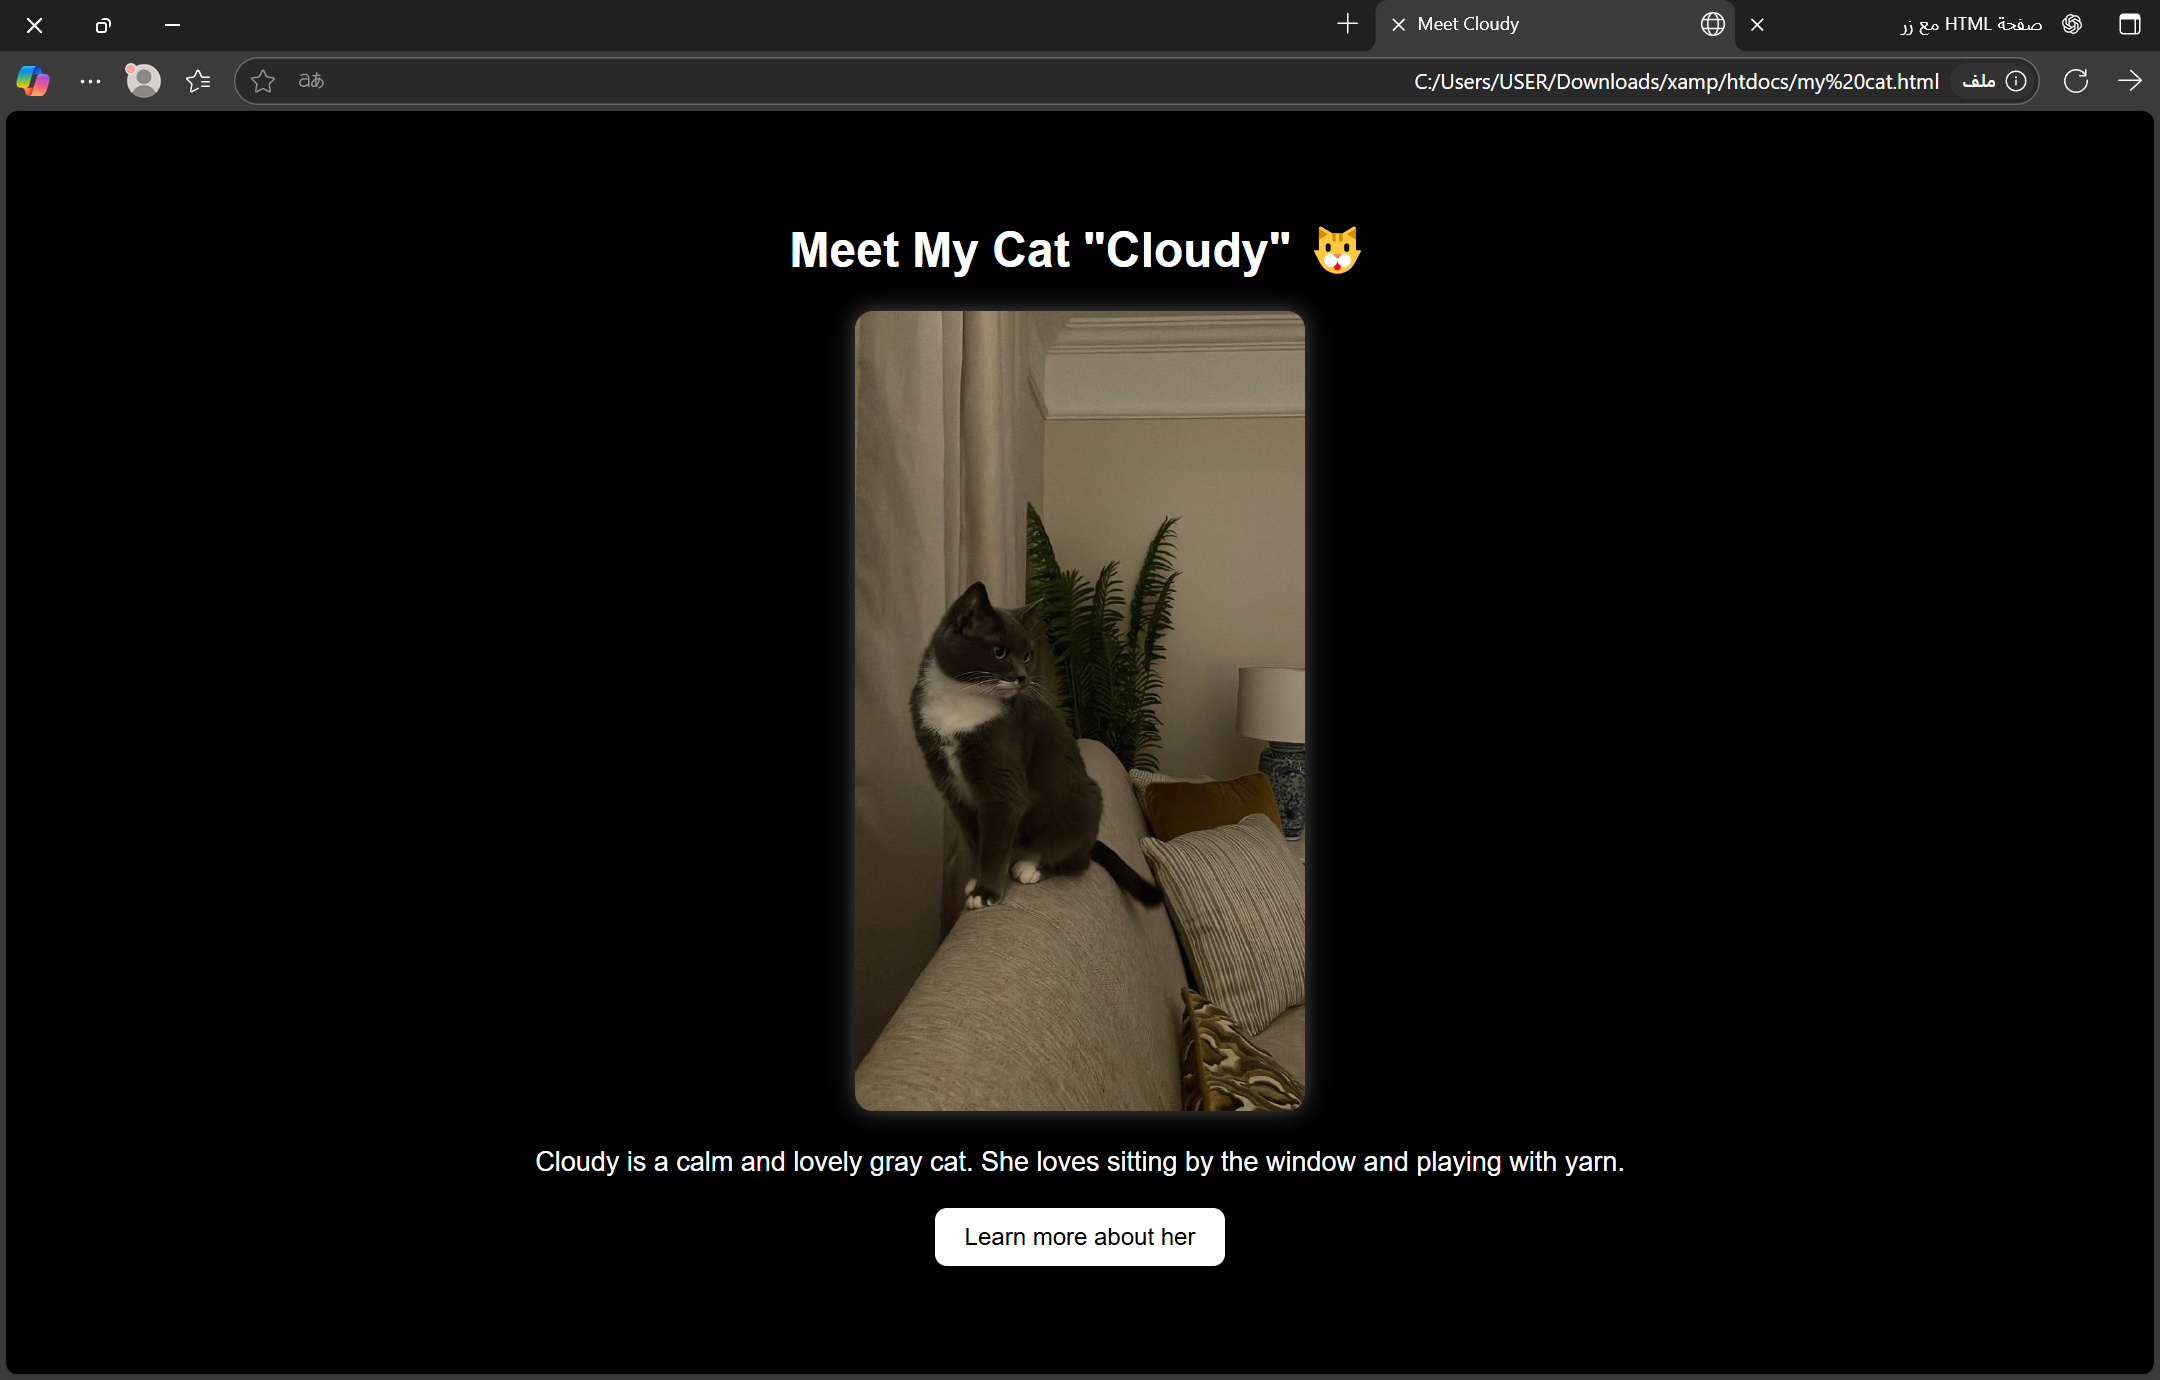 صفحة HTML مع زر
Meet Cloudy
ملف
C:/Users/USER/Downloads/xamp/htdocs/my%20cat.html
aあ
Meet My Cat "Cloudy" 🐱
Cloudy is a calm and lovely gray cat. She loves sitting by the window and playing with yarn.
Learn more about her